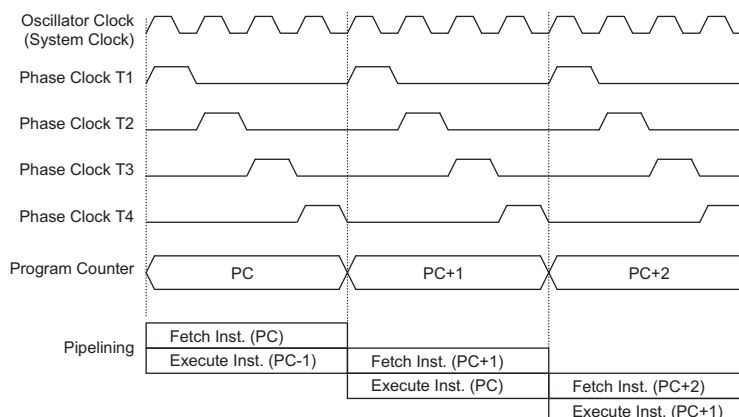 Oscillator Clock
(System Clock)
Phase Clock T1
Phase Clock T2
Phase Clock T3
Phase Clock T4
Program Counter
PC
PC+1
PC+2
Pipelining
Fetch Inst. (PC)
Execute Inst. (PC-1)
Fetch Inst. (PC+1)
Execute Inst. (PC)
Fetch Inst. (PC+2)
Execute Inst. (PC+1)